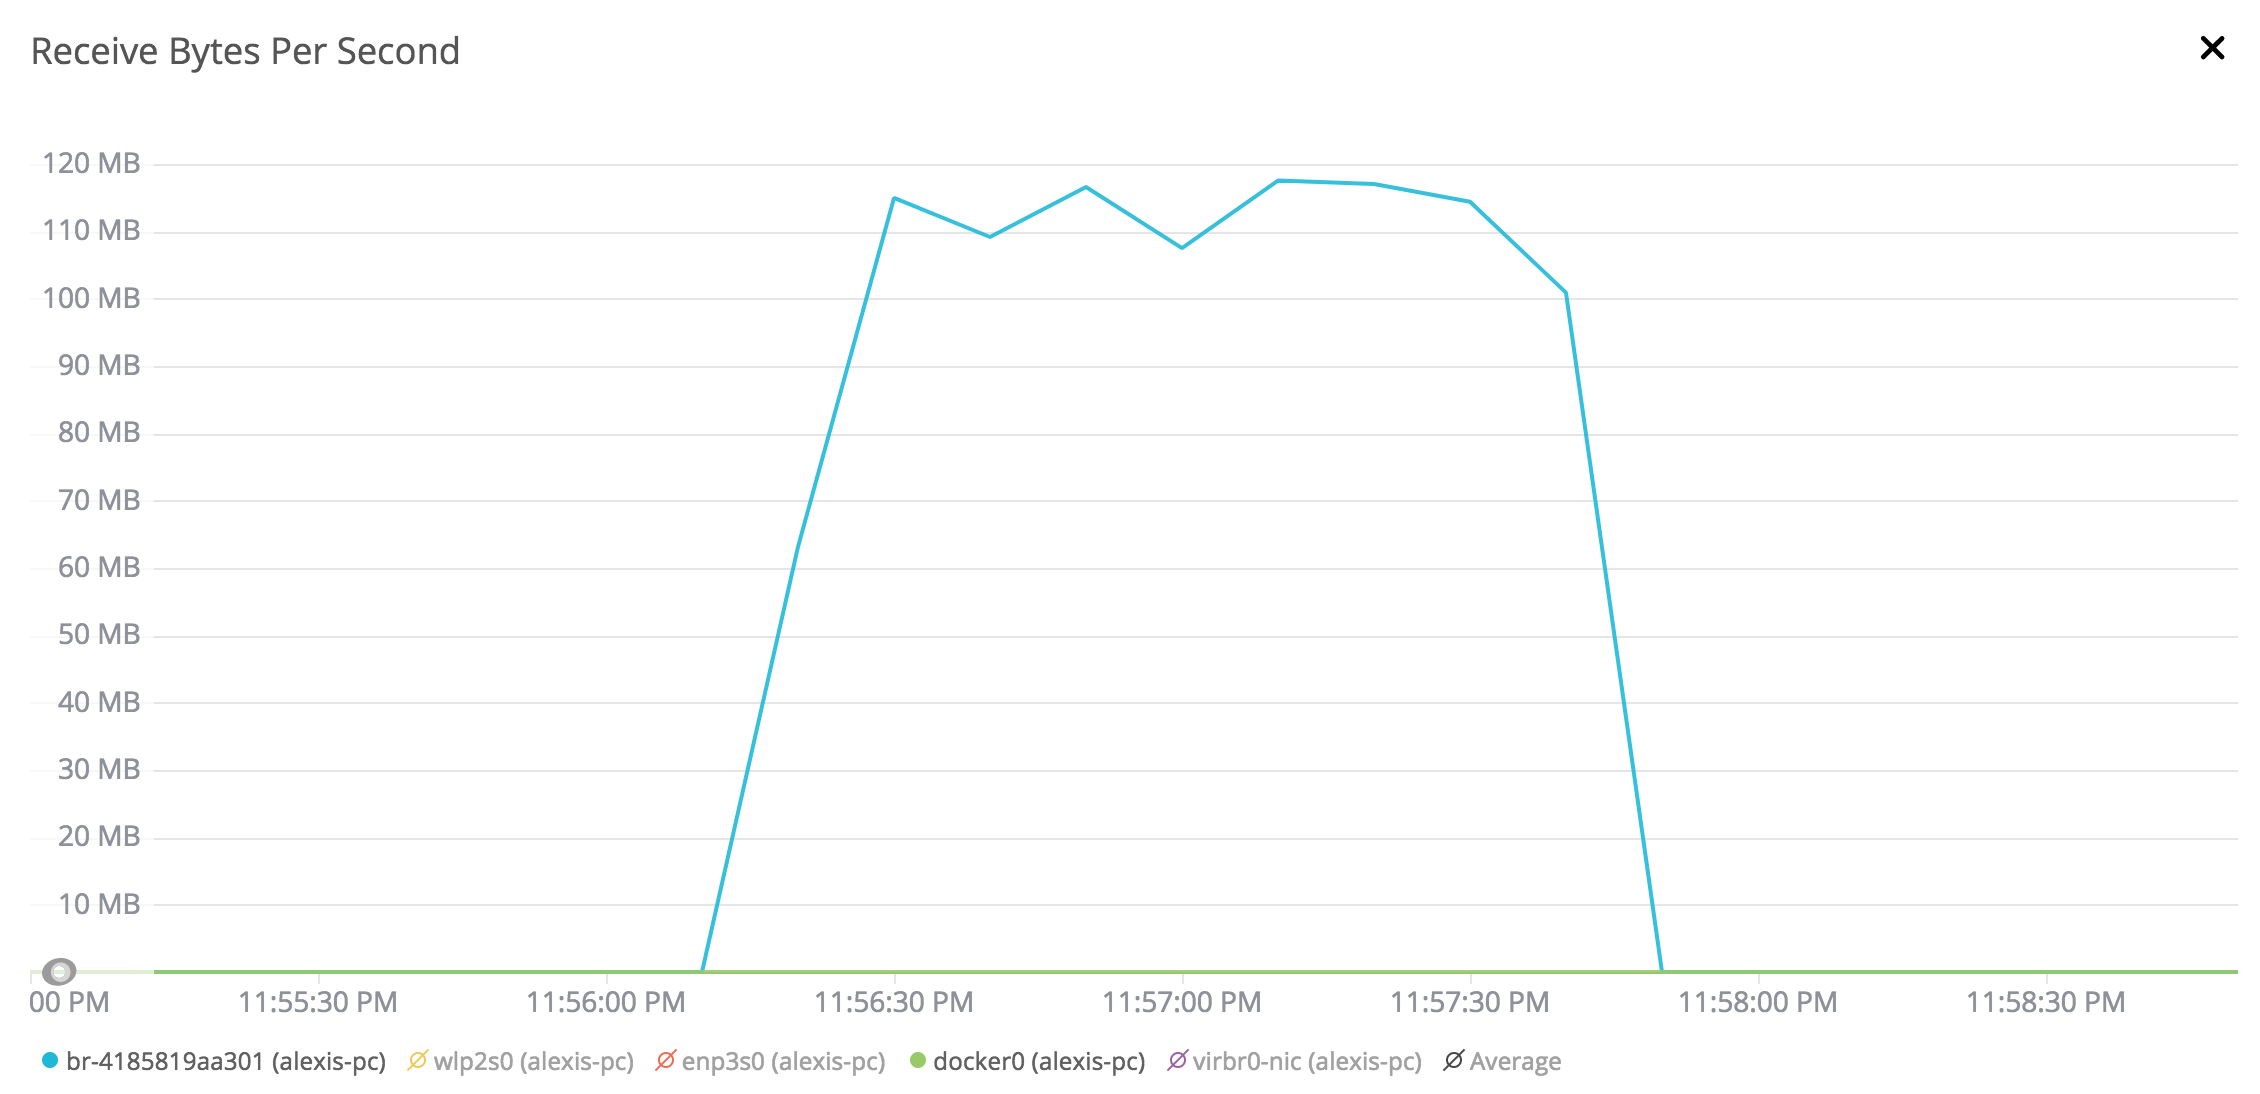 Receive Bytes Per Second
120 MB
110 MB
100 MB
90 MB
80 MB
70 MB
60 MB
50 MB
40 MB
30 MB
20 MB
10 MB
00 PM 11:55:30 PM 11:56:00 PM 11:56:30 PM 11:57:00 PM 11:57:30 PM 11:58:00 PM 11:58:30 PM
br-4185819aa301 (alexis-pc) wlp2s0 (alexis-pc) enp3s0 (alexis-pc) docker0 (alexis-pc) virbr0-nic (alexis-pc) Average